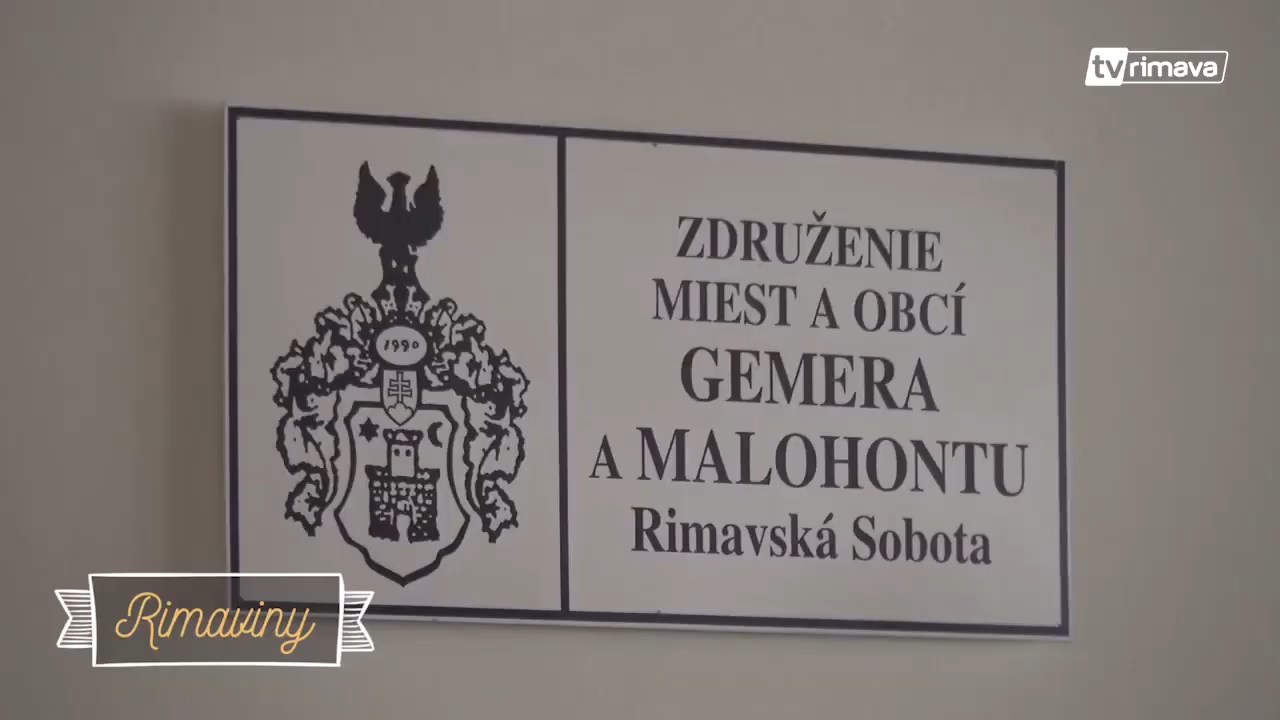 tvrimava
1990
ZDRUŽENIE
MIEST A OBCÍ
GEMERA
A MALOHONTU
Rimavská Sobota
Rimaviny